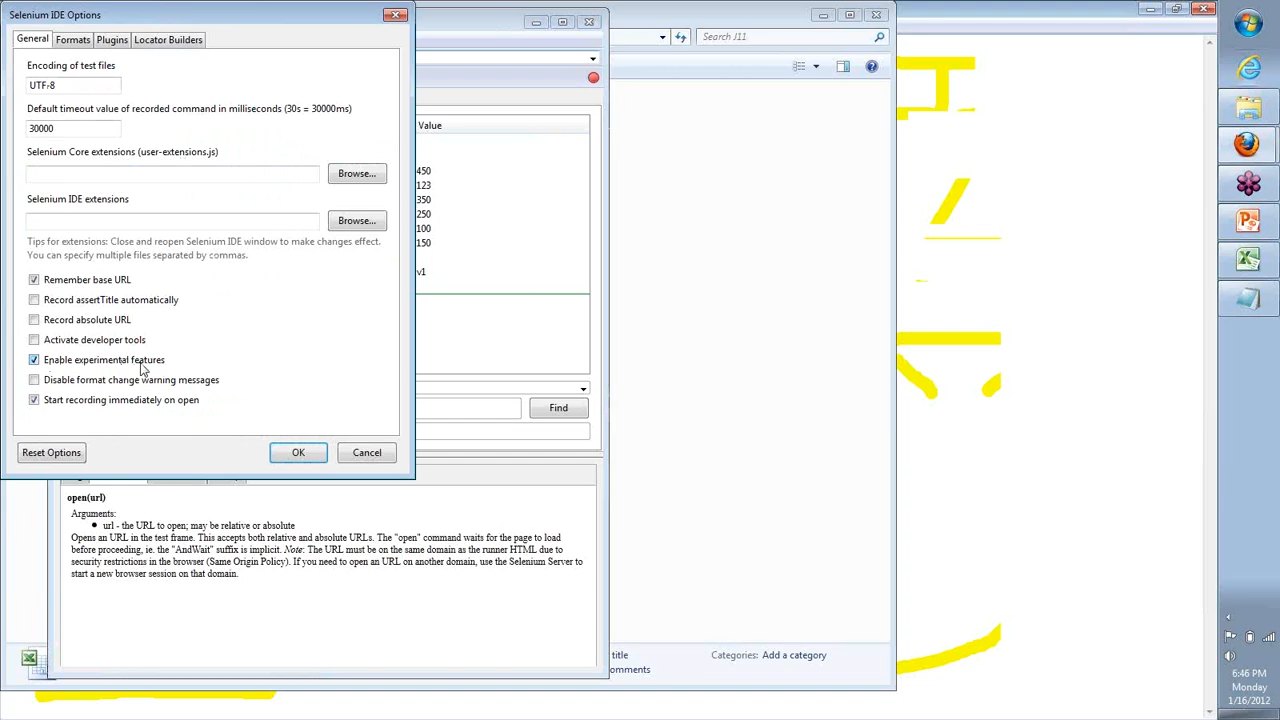 Selenium IDE Options
General Formats Plugins Locator Builders
Encoding of test files
UTF-8
Default timeout value of recorded command in milliseconds (30s = 30000ms)
30000
Selenium Core extensions (user-extensions.js)
Browse...
Selenium IDE extensions
Browse...
Tips for extensions: Close and reopen Selenium IDE window to make changes effect.
You can specify multiple files separated by commas.
Remember base URL
Record assertTitle automatically
Record absolute URL
Activate developer tools
Enable experimental features
Disable format change warning messages
Start recording immediately on open
Reset Options OK Cancel
Search J11
Value
450
123
350
250
100
150
v1
Find
open(url)
Arguments:
• url - the URL to open; may be relative or absolute
Opens an URL in the test frame. This accepts both relative and absolute URLs. The "open" command waits for the page to load
before proceeding, ie. the "AndWait" suffix is implicit. Note: The URL must be on the same domain as the runner HTML due to
security restrictions in the browser (Same Origin Policy). If you need to open an URL on another domain, use the Selenium Server to
start a new browser session on that domain.
title
Categories: Add a category
omments
6:46 PM
Monday
1/16/2012